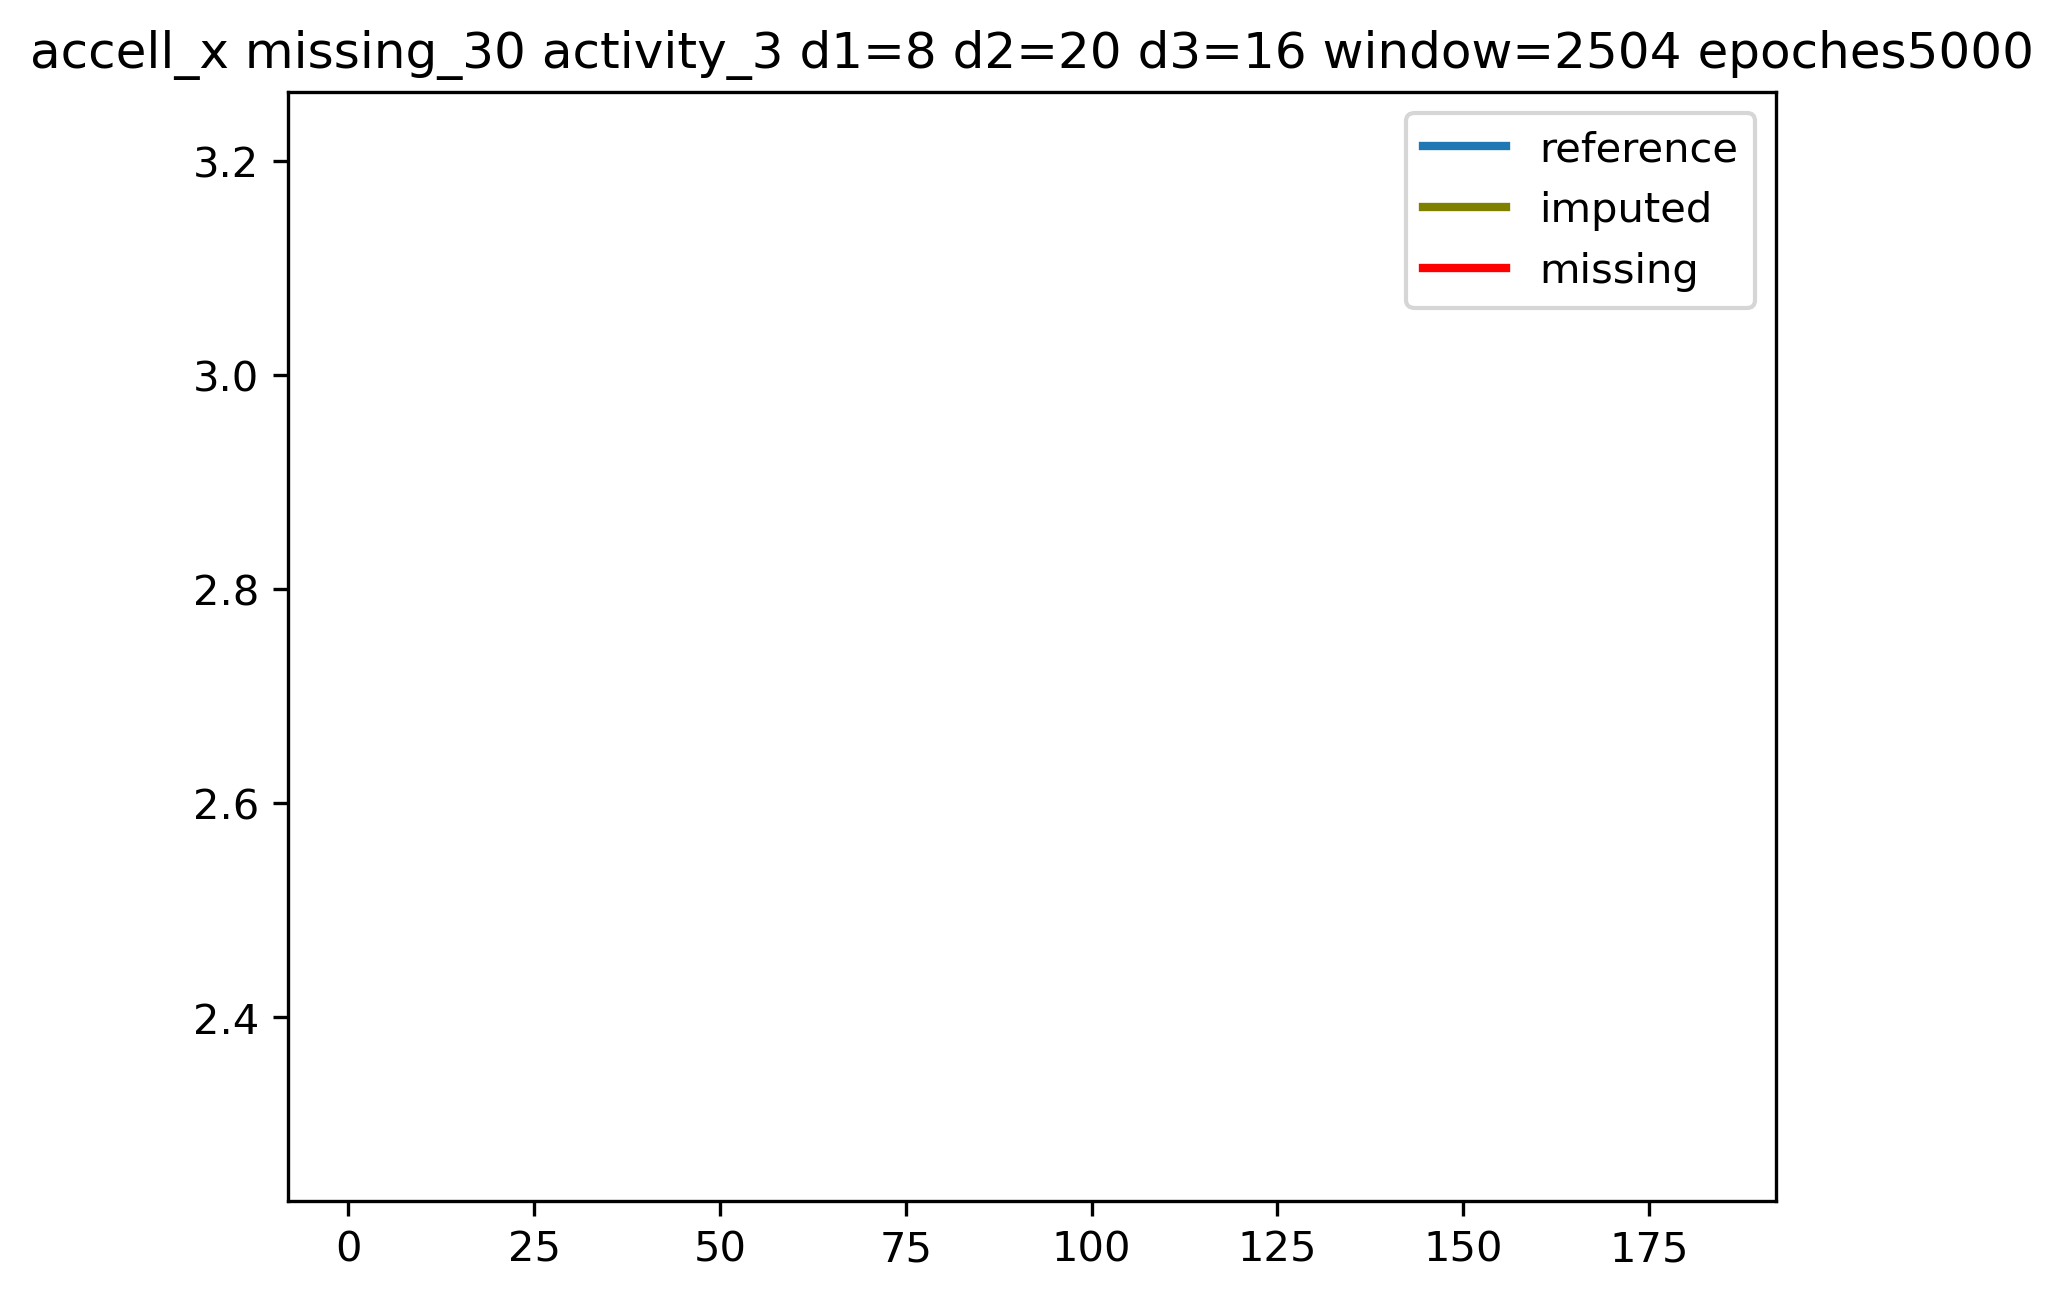 accell_x missing_30 activity_3 d1=8 d2=20 d3=16 window=2504 epoches5000
reference
imputed
missing
3.2
3.0
2.8
2.6
2.4
0 25 50 75 100 125 150 175